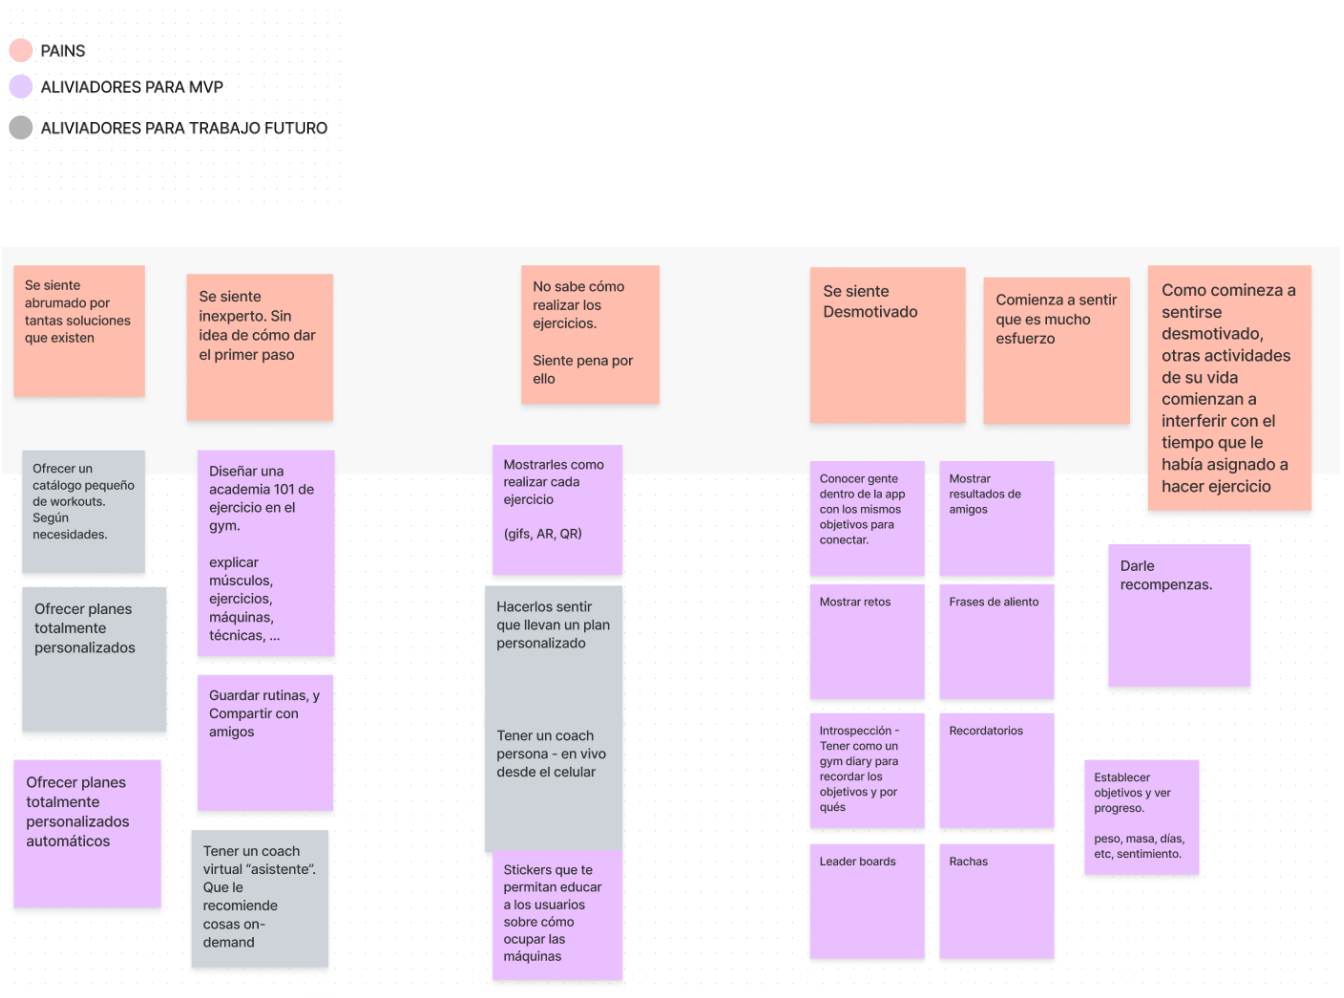 PAINS
ALIVIADORES PARA MVP
ALIVIADORES PARA TRABAJO FUTURO
Se siente
abrumado por
tantas soluciones
que existen
Se siente
inexperto. Sin
idea de cómo dar
el primer paso
No sabe cómo
realizar los
ejercicios.
Siente pena por
ello
Se siente
Desmotivado
Comienza a sentir
que es mucho
esfuerzo
Como comineza a
sentirse
desmotivado,
otras actividades
de su vida
comienzan a
interferir con el
tiempo que le
había asignado a
hacer ejercicio
Ofrecer un
catálogo pequeño
de workouts.
Según
necesidades.
Ofrecer planes
totalmente
personalizados
Ofrecer planes
totalmente
personalizados
automáticos
Diseñar una
academia 101 de
ejercicio en el
gym.
explicar
músculos,
ejercicios,
máquinas,
técnicas, ...
Guardar rutinas, y
Compartir con
amigos
Tener un coach
virtual “asistente”.
Que le
recomiende
cosas on-
demand
Mostrarles como
realizar cada
ejercicio
(gifs, AR, QR)
Hacerlos sentir
que llevan un plan
personalizado
Tener un coach
persona - en vivo
desde el celular
Stickers que te
permitan educar
a los usuarios
sobre cómo
ocupar las
máquinas
Conocer gente
dentro de la app
con los mismos
objetivos para
conectar.
Mostrar
resultados de
amigos
Mostrar retos
Frases de aliento
Introspección -
Tener como un
gym diary para
recordar los
objetivos y por
qués
Recordatorios
Leader boards
Rachas
Darle
recompenzas.
Establecer
objetivos y ver
progreso.
peso, masa, días,
etc, sentimiento.